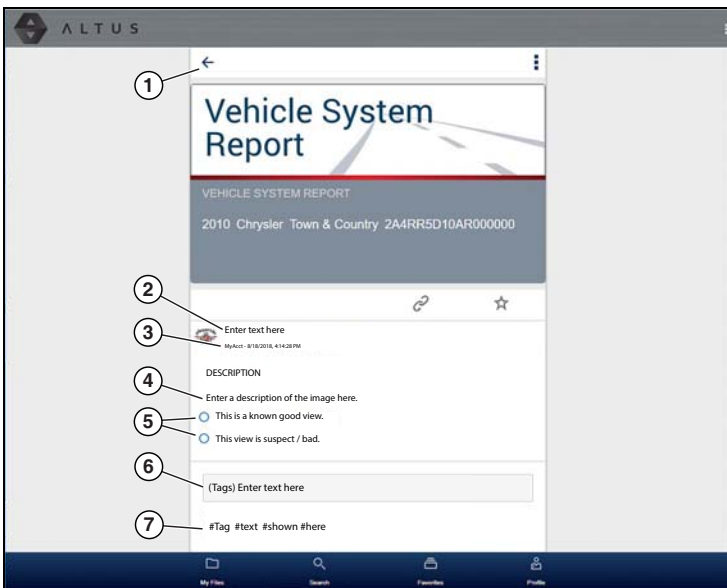 ALTUS
1
Vehicle System
Report
VEHICLE SYSTEM REPORT
2010 Chrysler Town & Country 2A4RR5D10AR000000
2
Enter text here
3
MyAcct - 8/18/2018, 4:14:28 PM
DESCRIPTION
4
Enter a description of the image here.
5
This is a known good view.
This view is suspect / bad.
6
(Tags) Enter text here
7
#Tag #text #shown #here
My Files Search Favorites Profile